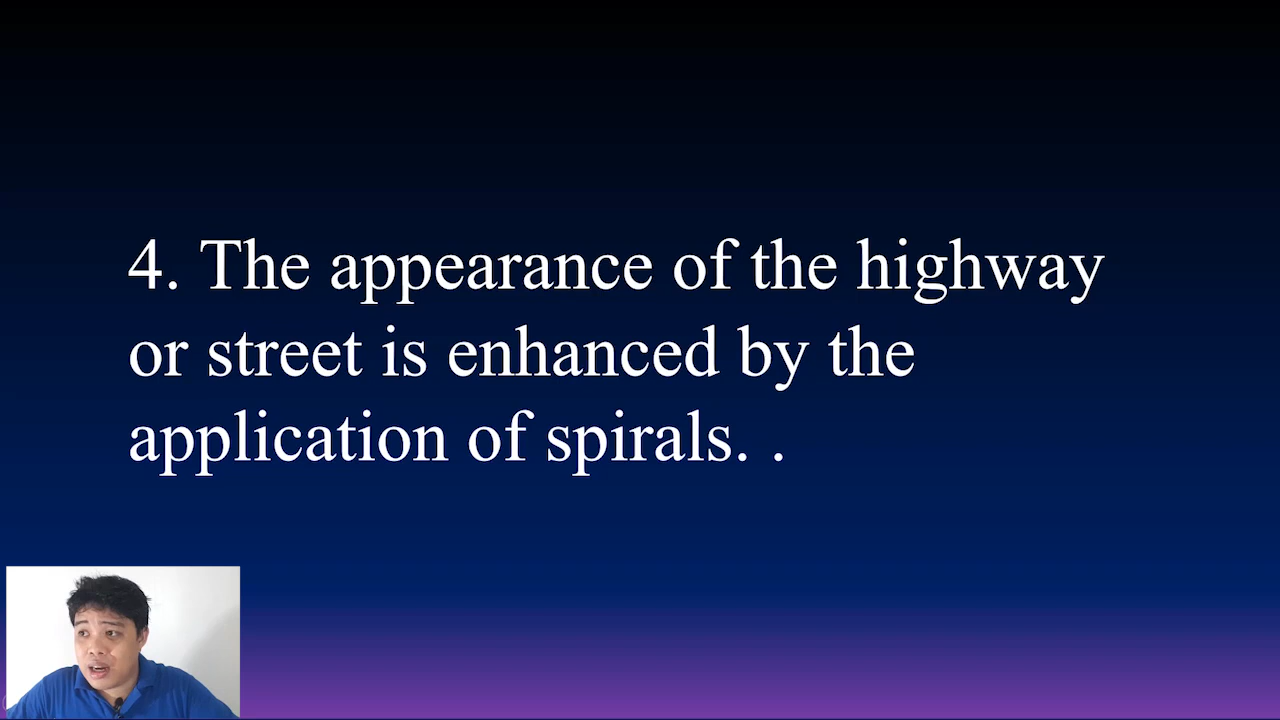 4. The appearance of the highway
or street is enhanced by the
application of spirals. .